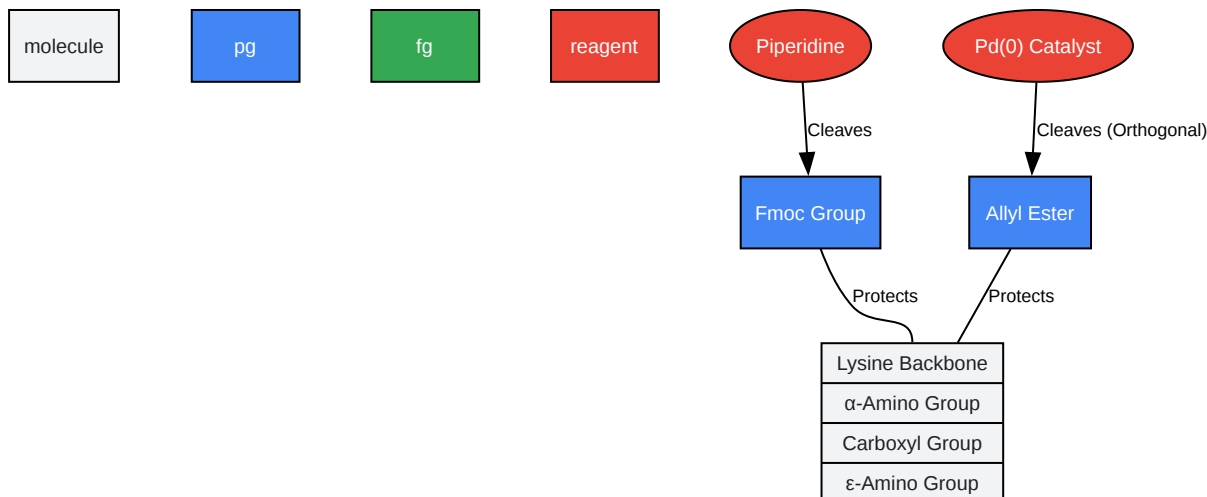 molecule
pg
fg
reagent
Piperidine
Pd(0) Catalyst
Cleaves
Cleaves (Orthogonal)
Fmoc Group
Allyl Ester
Protects
Protects
Lysine Backbone
α-Amino Group
Carboxyl Group
ε-Amino Group